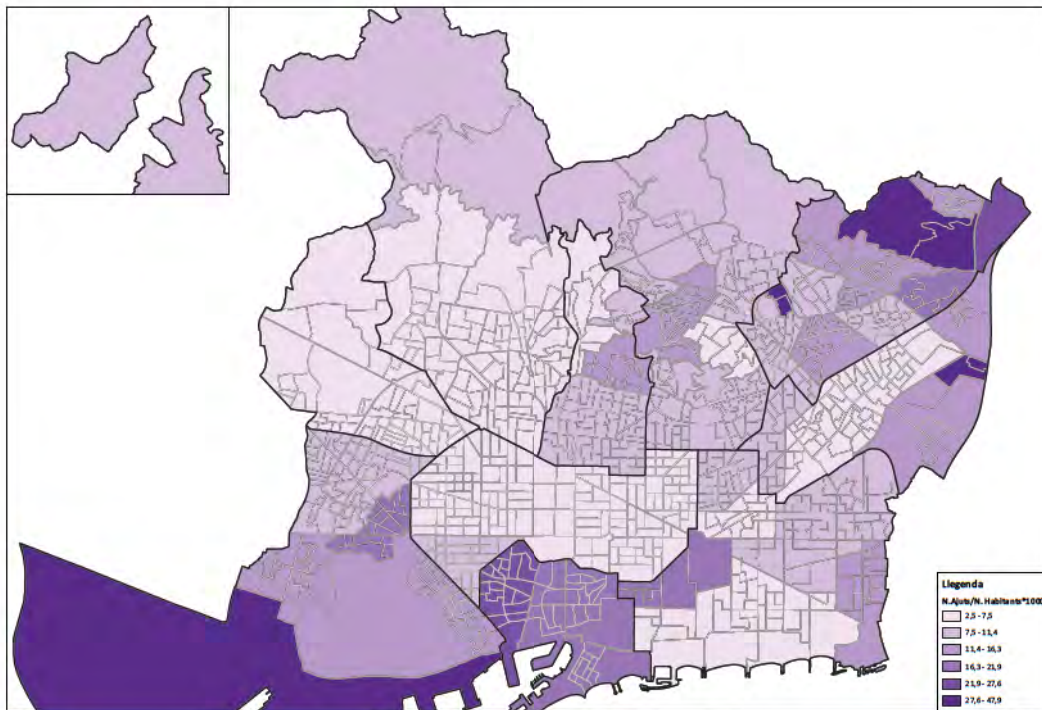 Llegenda
N.Ajuts/N. Habitants*1000
2,5 - 7,5
7,5 - 11,4
11,4 - 16,3
16,3 - 21,9
21,9 - 27,6
27,6 - 47,9